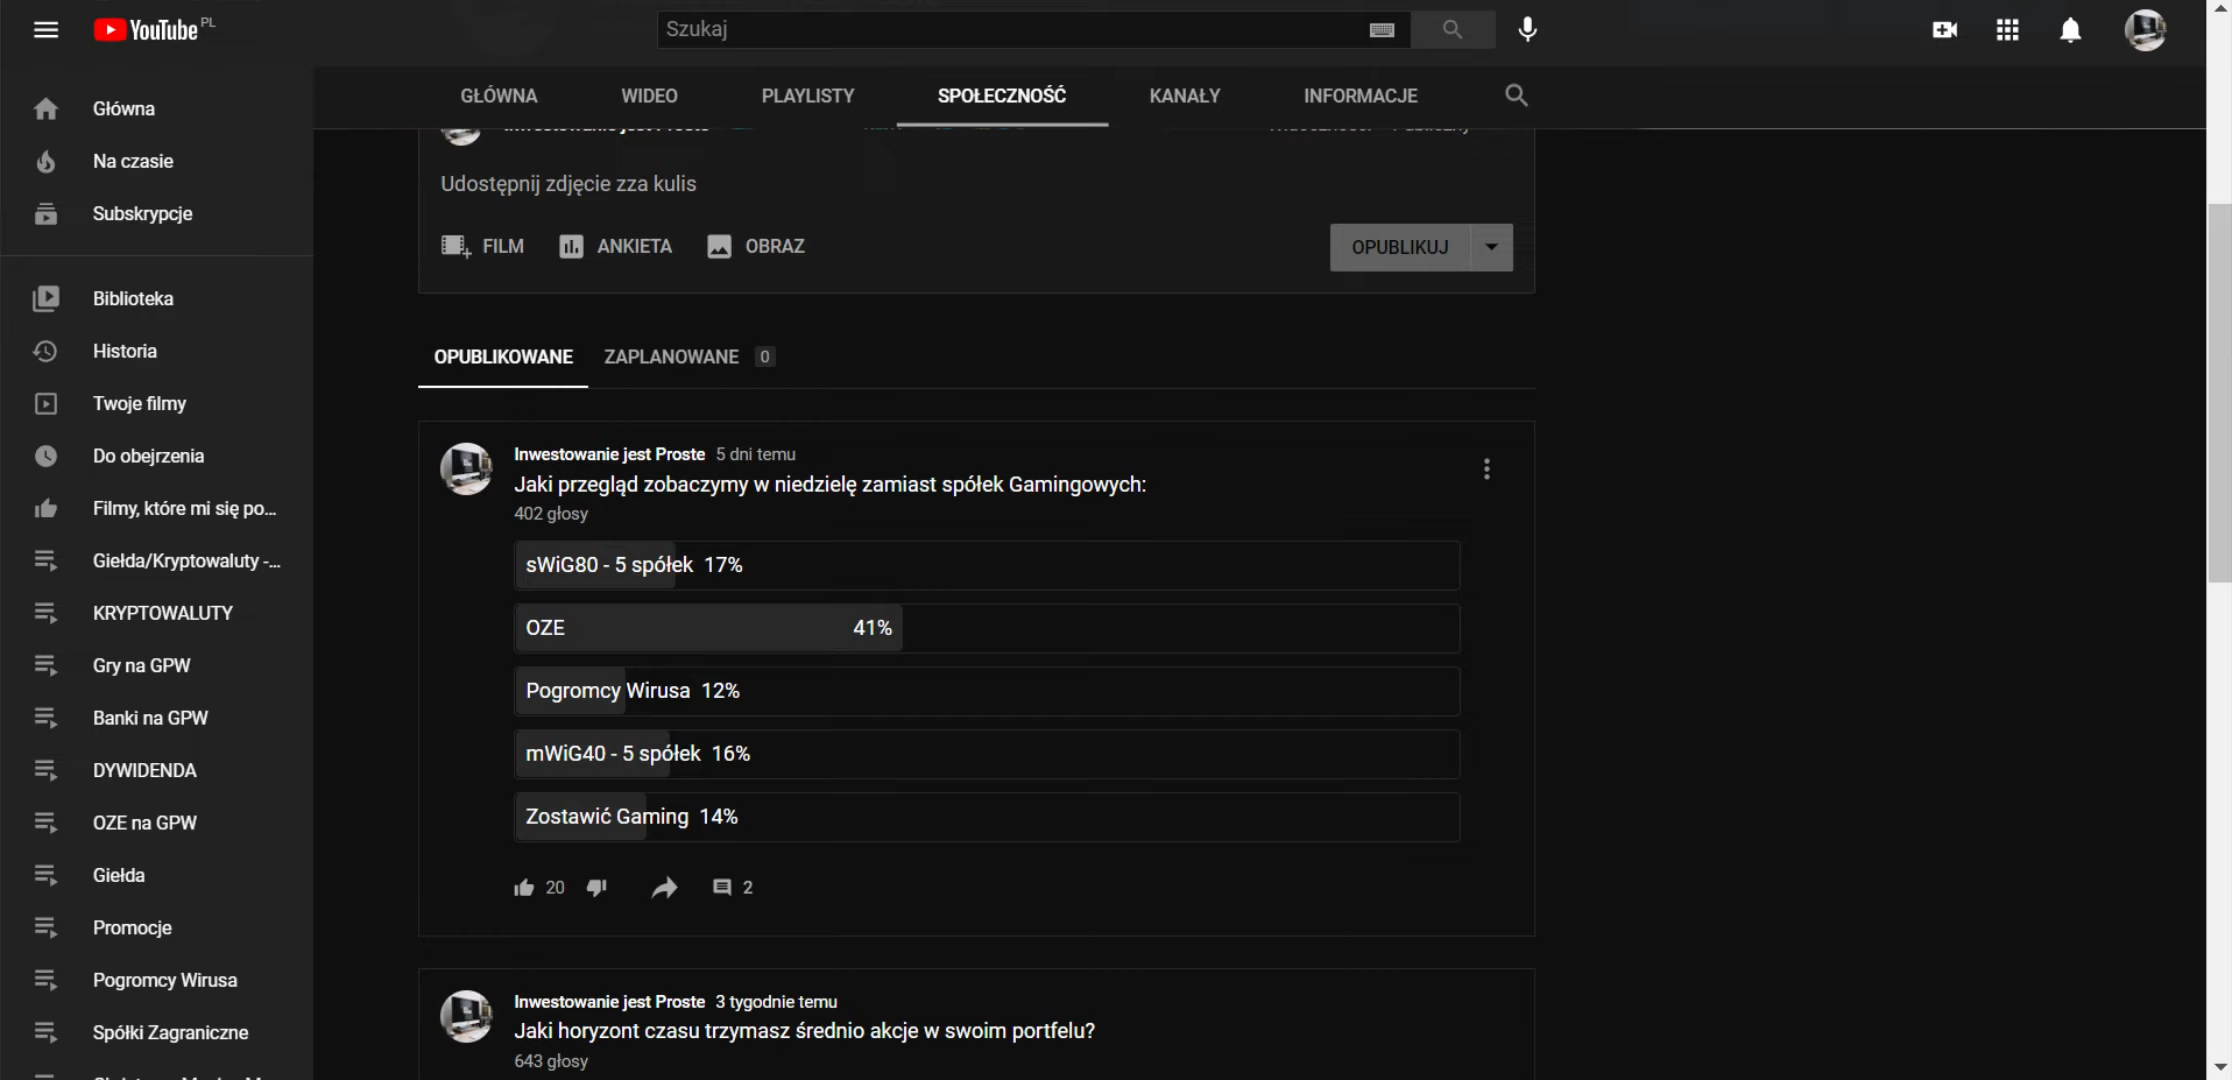 YouTube PL
Szukaj
GŁÓWNA WIDEO PLAYLISTY SPOŁECZNOŚĆ KANAŁY INFORMACJE
Główna
Na czasie
Subskrypcje
Biblioteka
Historia
Twoje filmy
Do obejrzenia
Filmy, które mi się po...
Giełda/Kryptowaluty -...
KRYPTOWALUTY
Gry na GPW
Banki na GPW
DYWIDENDA
OZE na GPW
Giełda
Promocje
Pogromcy Wirusa
Spółki Zagraniczne
Udostępnij zdjęcie zza kulis
FILM ANKIETA OBRAZ OPUBLIKUJ
OPUBLIKOWANE ZAPLANOWANE 0
Inwestowanie jest Proste 5 dni temu
Jaki przegląd zobaczymy w niedzielę zamiast spółek Gamingowych:
402 głosy
sWiG80 - 5 spółek 17%
OZE 41%
Pogromcy Wirusa 12%
mWiG40 - 5 spółek 16%
Zostawić Gaming 14%
20 2
Inwestowanie jest Proste 3 tygodnie temu
Jaki horyzont czasu trzymasz średnio akcje w swoim portfelu?
643 głosy